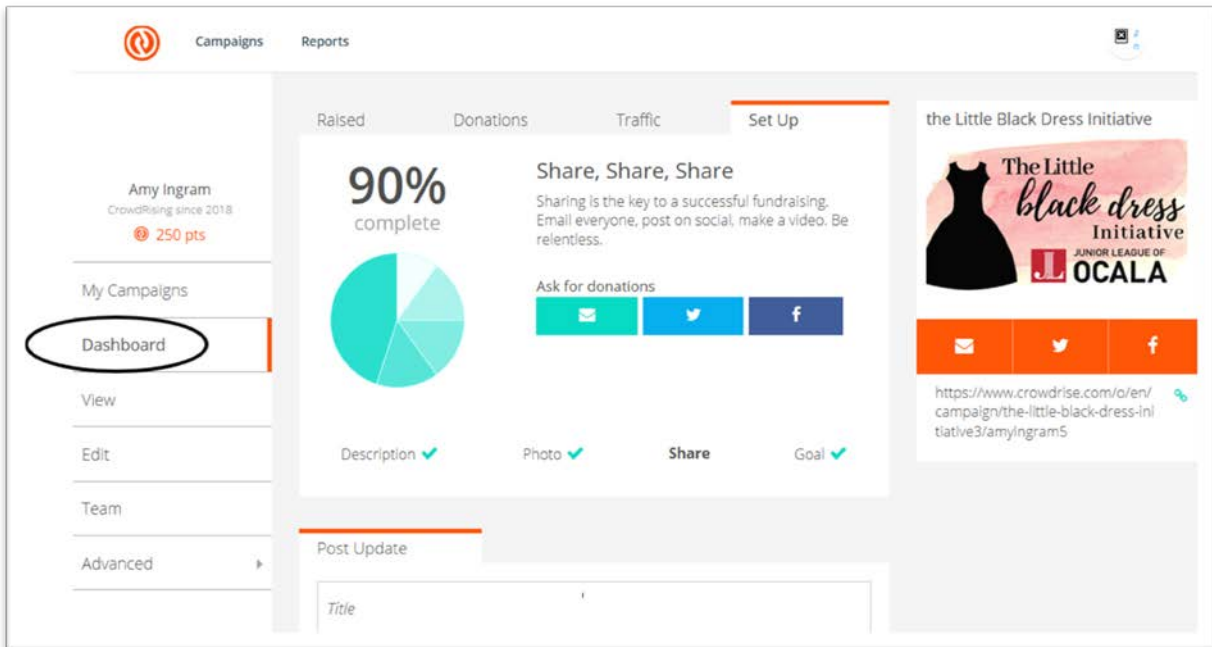 Campaigns
Reports
Amy Ingram
CrowdRising since 2018
250 pts
My Campaigns
Dashboard
View
Edit
Team
Advanced
Raised
Donations
Traffic
Set Up
90%
complete
Share, Share, Share
Sharing is the key to a successful fundraising.
Email everyone, post on social, make a video. Be
relentless.
Ask for donations
Description
Photo
Share
Goal
Post Update
Title
the Little Black Dress Initiative
The Little
black dress
Initiative
JL JUNIOR LEAGUE OF
OCALA
https://www.crowdrise.com/o/en/
campaign/the-little-black-dress-ini
tiative3/amyingram5